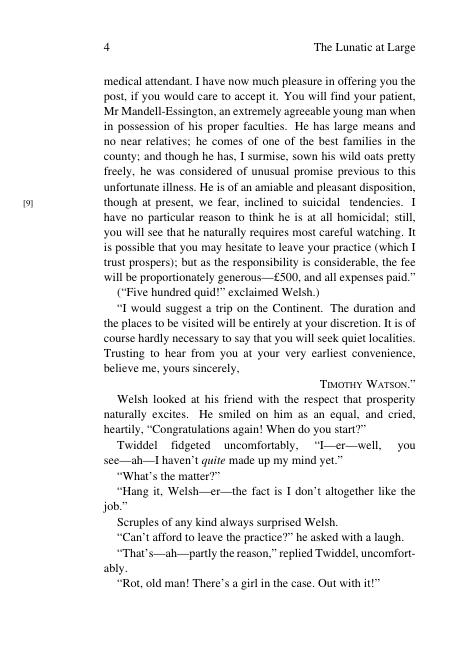 4 The Lunatic at Large
medical attendant. I have now much pleasure in offering you the
post, if you would care to accept it. You will find your patient,
Mr Mandell-Essington, an extremely agreeable young man when
in possession of his proper faculties. He has large means and
no near relatives; he comes of one of the best families in the
county; and though he has, I surmise, sown his wild oats pretty
freely, he was considered of unusual promise previous to this
unfortunate illness. He is of an amiable and pleasant disposition,
[9] though at present, we fear, inclined to suicidal tendencies. I
have no particular reason to think he is at all homicidal; still,
you will see that he naturally requires most careful watching. It
is possible that you may hesitate to leave your practice (which I
trust prospers); but as the responsibility is considerable, the fee
will be proportionately generous—£500, and all expenses paid.”
(“Five hundred quid!” exclaimed Welsh.)
“I would suggest a trip on the Continent. The duration and
the places to be visited will be entirely at your discretion. It is of
course hardly necessary to say that you will seek quiet localities.
Trusting to hear from you at your very earliest convenience,
believe me, yours sincerely,
TIMOTHY WATSON.”
Welsh looked at his friend with the respect that prosperity
naturally excites. He smiled on him as an equal, and cried,
heartily, “Congratulations again! When do you start?”
Twiddel fidgeted uncomfortably, “I—er—well, you
see—ah—I haven’t quite made up my mind yet.”
“What’s the matter?”
“Hang it, Welsh—er—the fact is I don’t altogether like the
job.”
Scruples of any kind always surprised Welsh.
“Can’t afford to leave the practice?” he asked with a laugh.
“That’s—ah—partly the reason,” replied Twiddel, uncomfort-
ably.
“Rot, old man! There’s a girl in the case. Out with it!”